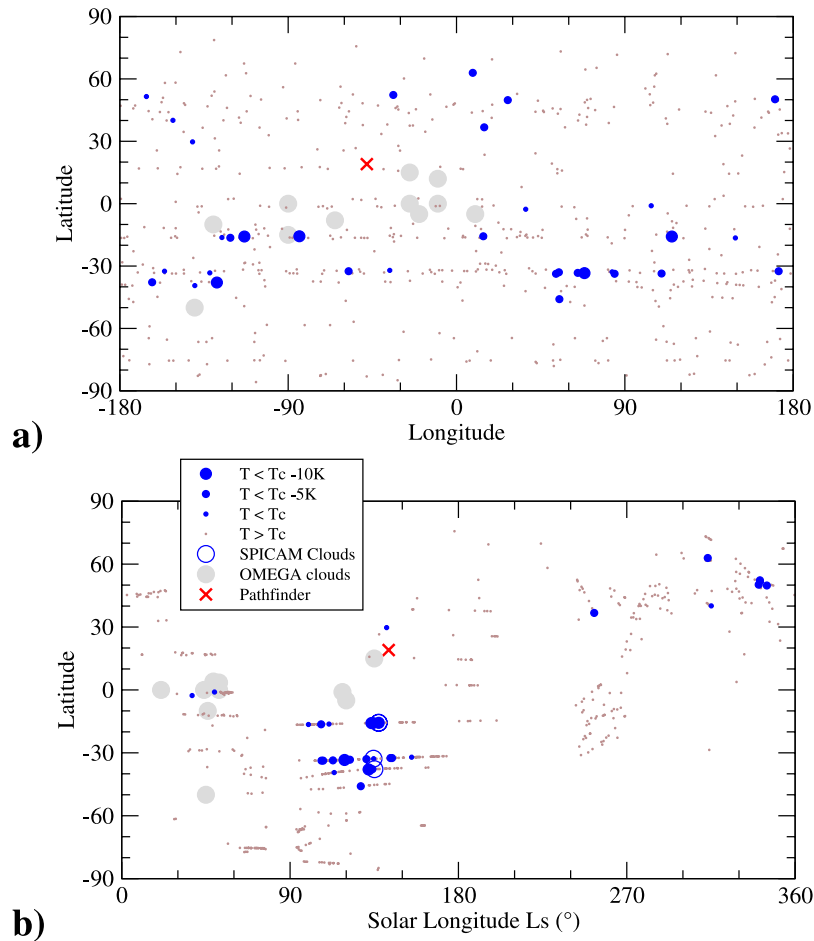 90
60
30
0
-30
-60
-90
Latitude
-180
-90
0
90
180
Longitude
a)
T < Tc -10K
T < Tc -5K
T < Tc
T > Tc
SPICAM Clouds
OMEGA clouds
Pathfinder
90
60
30
0
-30
-60
-90
Latitude
0
90
180
270
360
Solar Longitude Ls (°)
b)